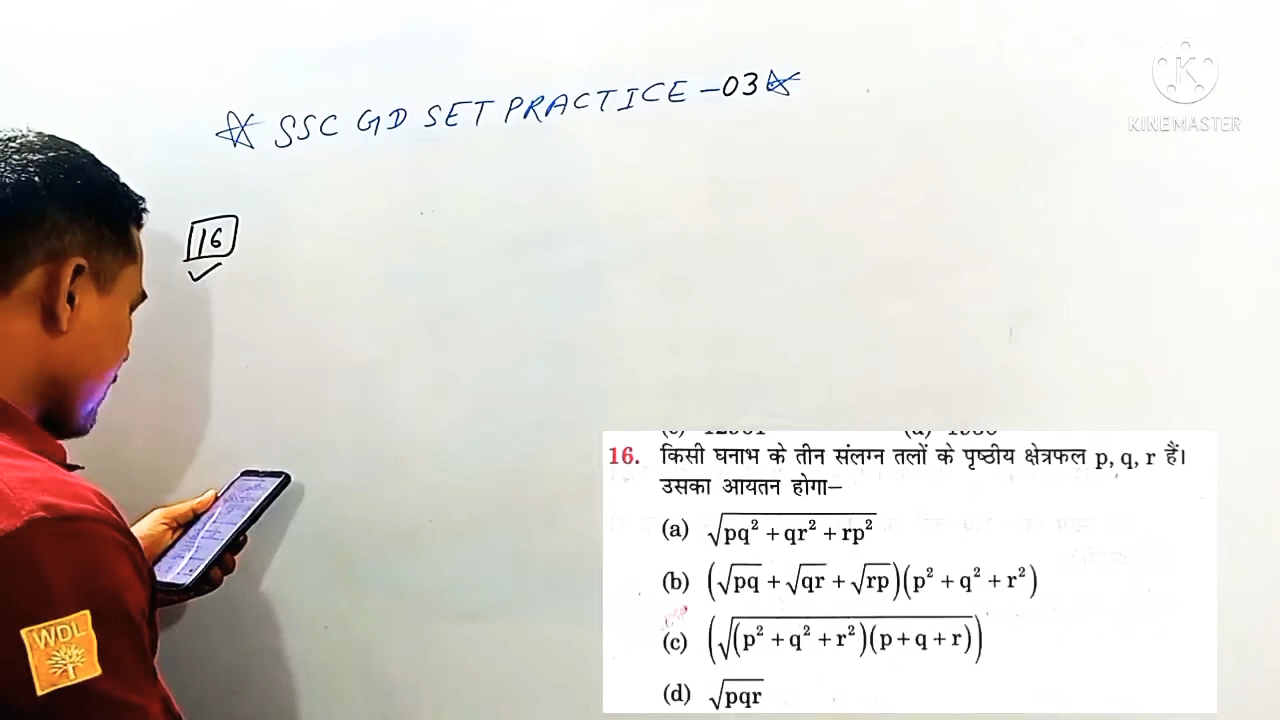 ☆ SSC GD SET PRACTICE -03 ☆
KINEMASTER
16
16. किसी घनाभ के तीन संलग्न तलों के पृष्ठीय क्षेत्रफल p, q, r हैं।
उसका आयतन होगा–
(a) √(pq² + qr² + rp²)
(b) (√pq + √qr + √rp)(p² + q² + r²)
(c) (√((p² + q² + r²)(p + q + r)))
(d) √pqr
WDL